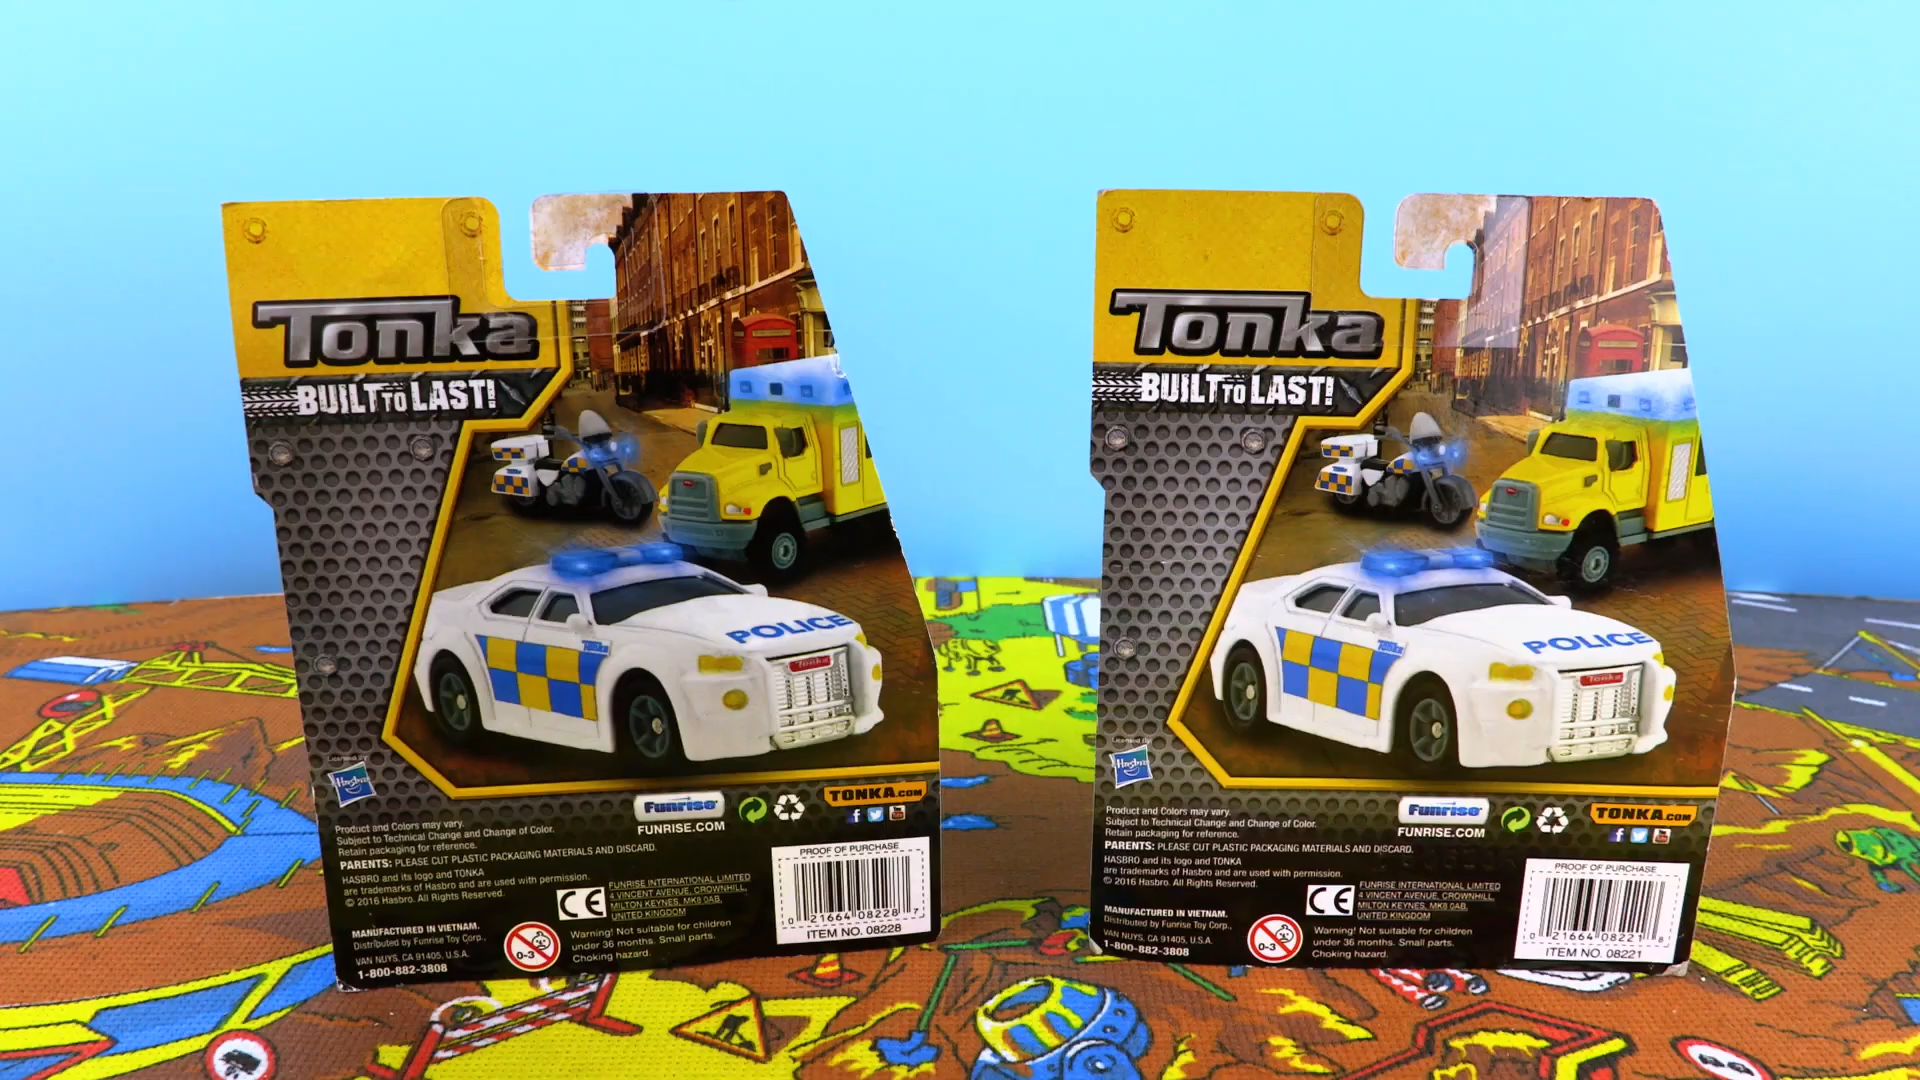 Tonka
BUILT TO LAST!
POLICE
Tonka
Tonka
Licensed By
Hasbro
Funrise
FUNRISE.COM
TONKA.COM
Product and Colors may vary.
Subject to Technical Change and Change of Color.
Retain packaging for reference.
PARENTS: PLEASE CUT PLASTIC PACKAGING MATERIALS AND DISCARD.
HASBRO and its logo and TONKA
are trademarks of Hasbro and are used with permission.
© 2016 Hasbro. All Rights Reserved.
CE
FUNRISE INTERNATIONAL LIMITED
4 VINCENT AVENUE, CROWNHILL,
MILTON KEYNES, MK8 0AB,
UNITED KINGDOM
MANUFACTURED IN VIETNAM.
Distributed by Funrise Toy Corp.,
VAN NUYS, CA 91405, U.S.A.
1-800-882-3808
0-3
Warning! Not suitable for children
under 36 months. Small parts.
Choking hazard.
PROOF OF PURCHASE
0 21664 08228 7
ITEM NO. 08228
Tonka
BUILT TO LAST!
POLICE
Tonka
Tonka
Licensed By
Hasbro
Funrise
FUNRISE.COM
TONKA.COM
Product and Colors may vary.
Subject to Technical Change and Change of Color.
Retain packaging for reference.
PARENTS: PLEASE CUT PLASTIC PACKAGING MATERIALS AND DISCARD.
HASBRO and its logo and TONKA
are trademarks of Hasbro and are used with permission.
© 2016 Hasbro. All Rights Reserved.
CE
FUNRISE INTERNATIONAL LIMITED
4 VINCENT AVENUE, CROWNHILL,
MILTON KEYNES, MK8 0AB,
UNITED KINGDOM
MANUFACTURED IN VIETNAM.
Distributed by Funrise Toy Corp.,
VAN NUYS, CA 91405, U.S.A.
1-800-882-3808
0-3
Warning! Not suitable for children
under 36 months. Small parts.
Choking hazard.
PROOF OF PURCHASE
0 21664 08221 8
ITEM NO. 08221